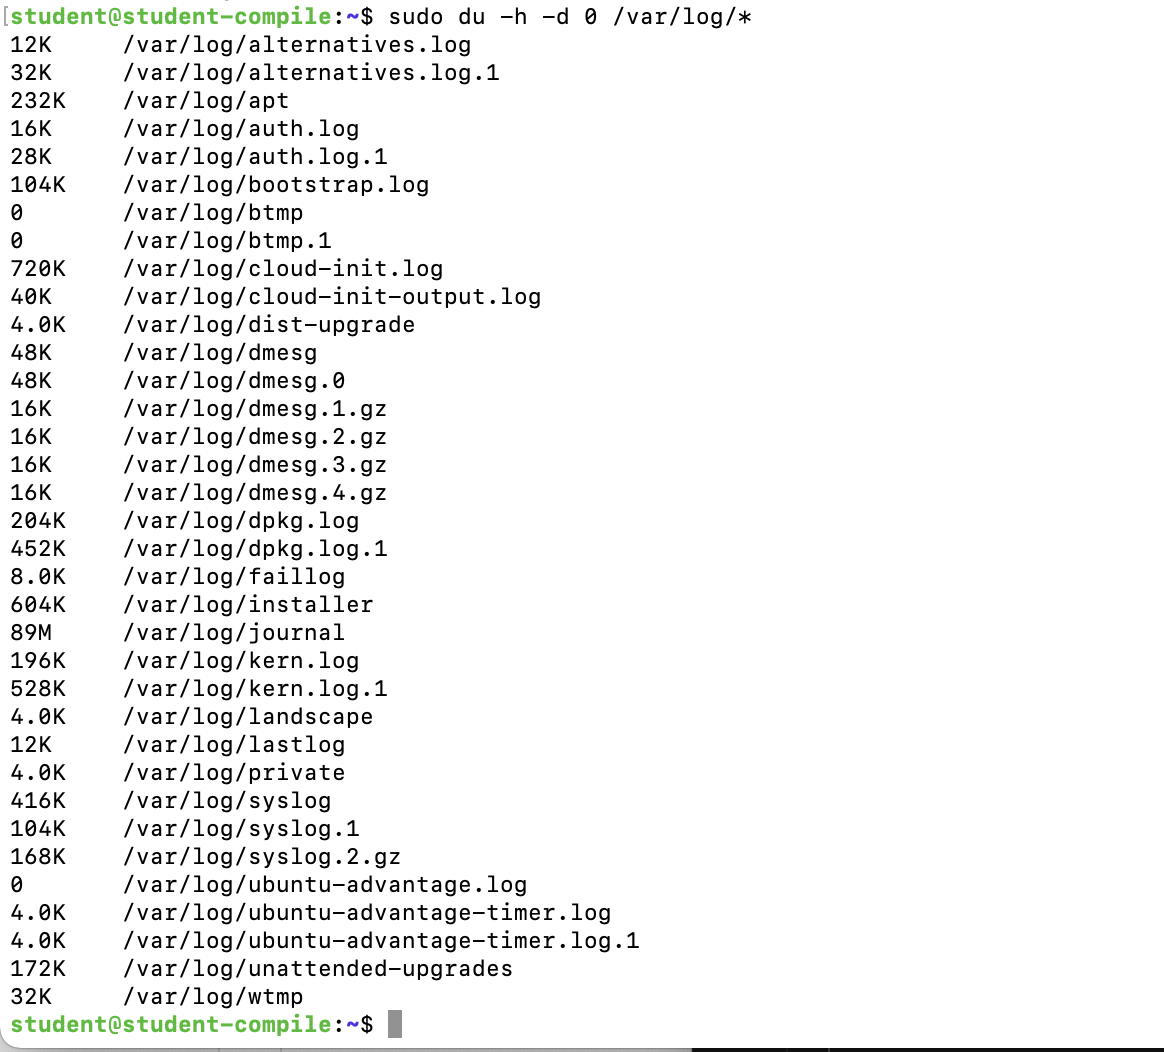 [student@student-compile:~$ sudo du -h -d 0 /var/log/*
12K     /var/log/alternatives.log
32K     /var/log/alternatives.log.1
232K    /var/log/apt
16K     /var/log/auth.log
28K     /var/log/auth.log.1
104K    /var/log/bootstrap.log
0       /var/log/btmp
0       /var/log/btmp.1
720K    /var/log/cloud-init.log
40K     /var/log/cloud-init-output.log
4.0K    /var/log/dist-upgrade
48K     /var/log/dmesg
48K     /var/log/dmesg.0
16K     /var/log/dmesg.1.gz
16K     /var/log/dmesg.2.gz
16K     /var/log/dmesg.3.gz
16K     /var/log/dmesg.4.gz
204K    /var/log/dpkg.log
452K    /var/log/dpkg.log.1
8.0K    /var/log/faillog
604K    /var/log/installer
89M     /var/log/journal
196K    /var/log/kern.log
528K    /var/log/kern.log.1
4.0K    /var/log/landscape
12K     /var/log/lastlog
4.0K    /var/log/private
416K    /var/log/syslog
104K    /var/log/syslog.1
168K    /var/log/syslog.2.gz
0       /var/log/ubuntu-advantage.log
4.0K    /var/log/ubuntu-advantage-timer.log
4.0K    /var/log/ubuntu-advantage-timer.log.1
172K    /var/log/unattended-upgrades
32K     /var/log/wtmp
student@student-compile:~$